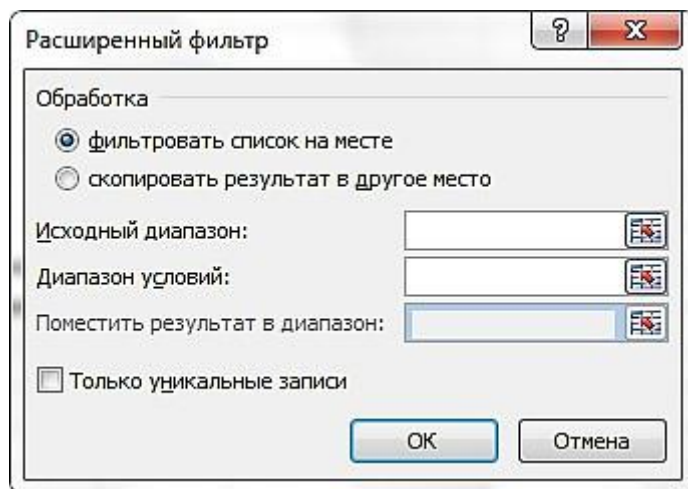 Расширенный фильтр
Обработка
фильтровать список на месте
скопировать результат в другое место
Исходный диапазон:
Диапазон условий:
Поместить результат в диапазон:
Только уникальные записи
ОК
Отмена